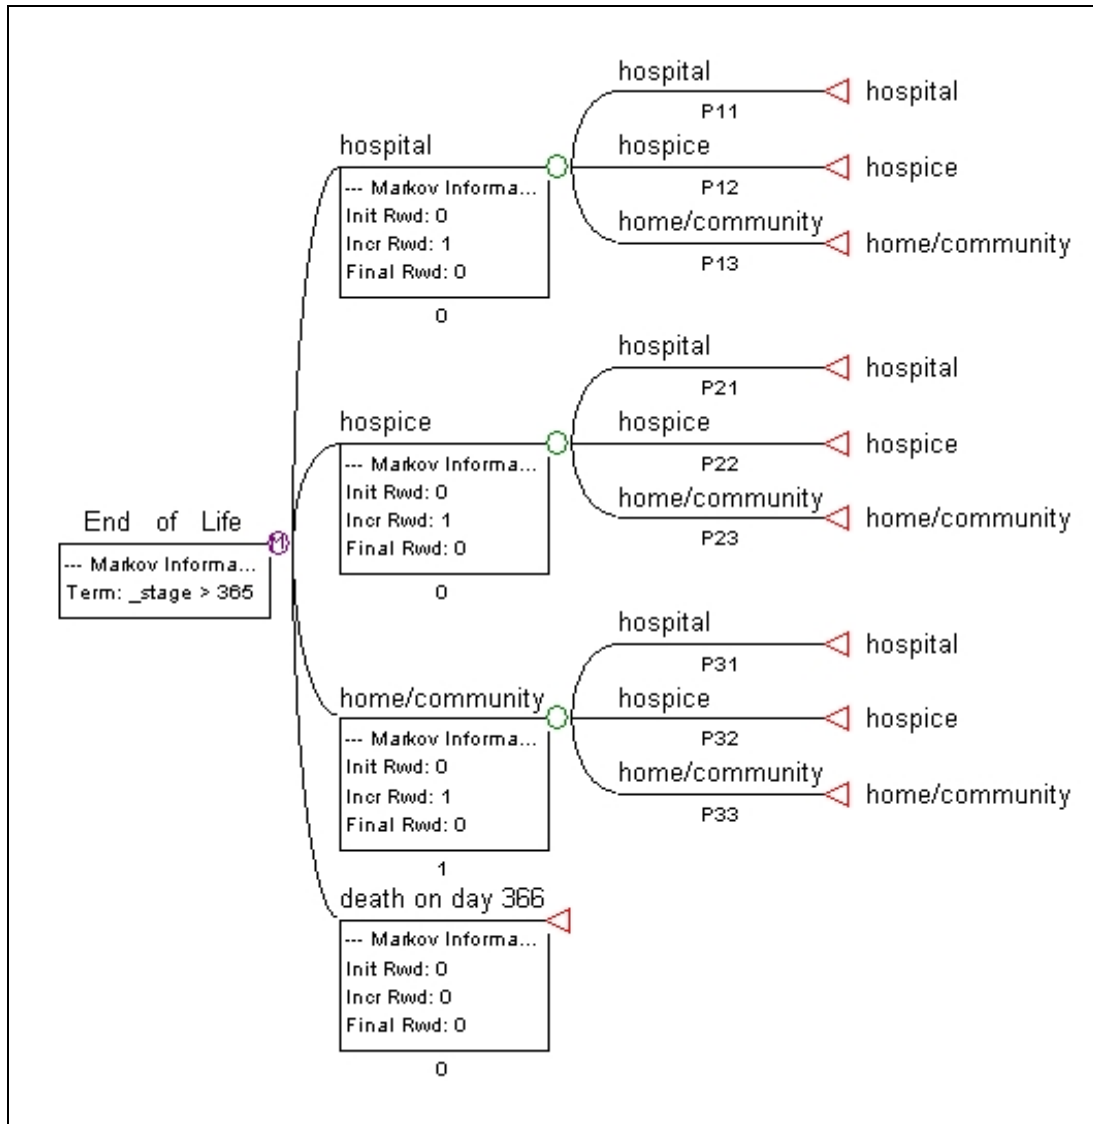 hospital
P11
hospital
hospice
P12
hospice
home/community
P13
home/community
hospital
--- Markov Informa...
Init Rwd: 0
Incr Rwd: 1
Final Rwd: 0
0
hospital
P21
hospital
hospice
P22
hospice
home/community
P23
home/community
hospice
--- Markov Informa...
Init Rwd: 0
Incr Rwd: 1
Final Rwd: 0
0
End of Life
M
--- Markov Informa...
Term: _stage > 365
hospital
P31
hospital
hospice
P32
hospice
home/community
P33
home/community
home/community
--- Markov Informa...
Init Rwd: 0
Incr Rwd: 1
Final Rwd: 0
1
death on day 366
--- Markov Informa...
Init Rwd: 0
Incr Rwd: 0
Final Rwd: 0
0